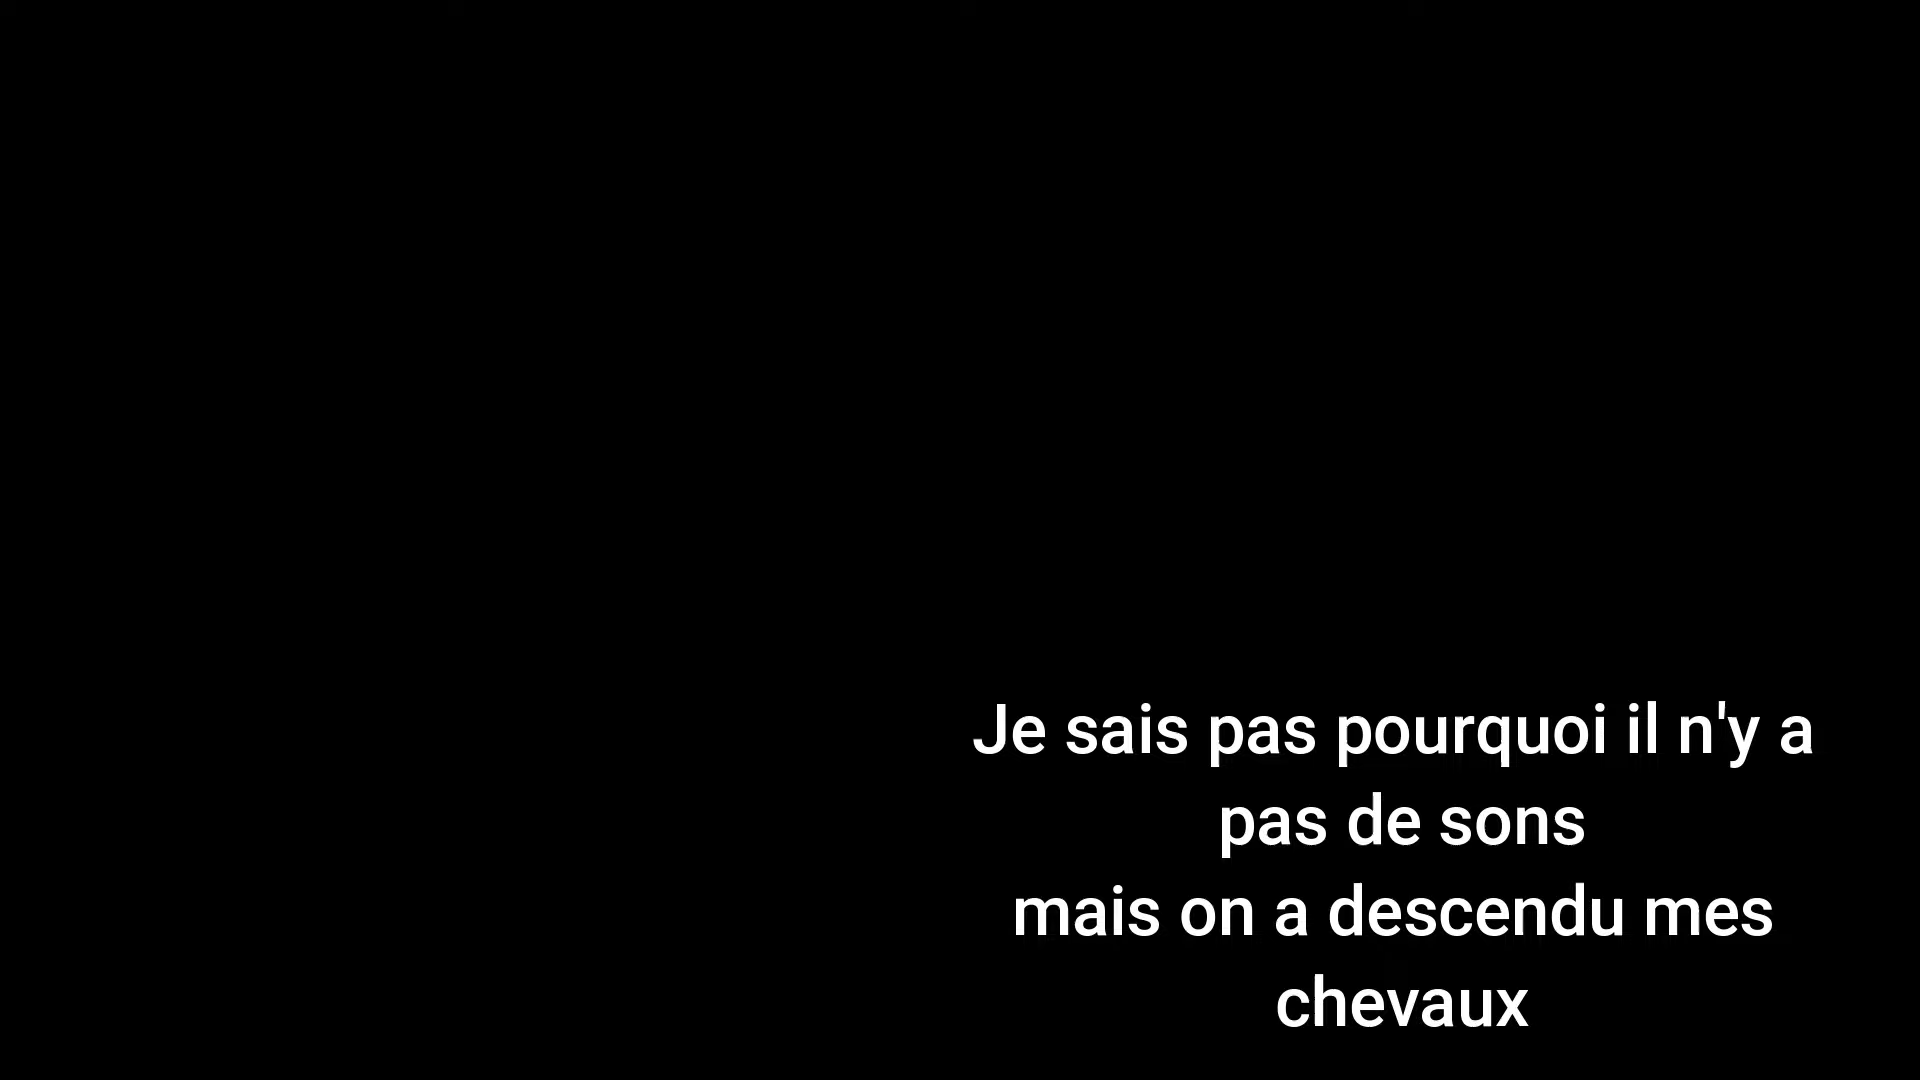 Je sais pas pourquoi il n'y a
pas de sons
mais on a descendu mes
chevaux